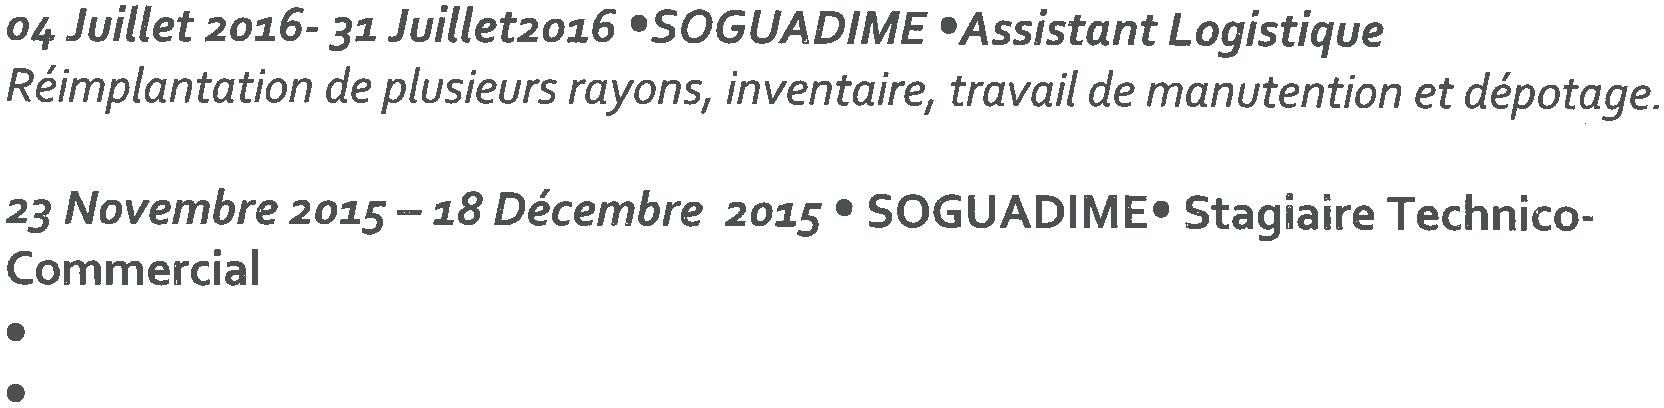 04 Juillet 2016- 31 Juillet2016 •SOGUADIME •Assistant Logistique
Réimplantation de plusieurs rayons, inventaire, travail de manutention et dépotage.
23 Novembre 2015 – 18 Décembre 2015 • SOGUADIME• Stagiaire Technico-
Commercial
•
•